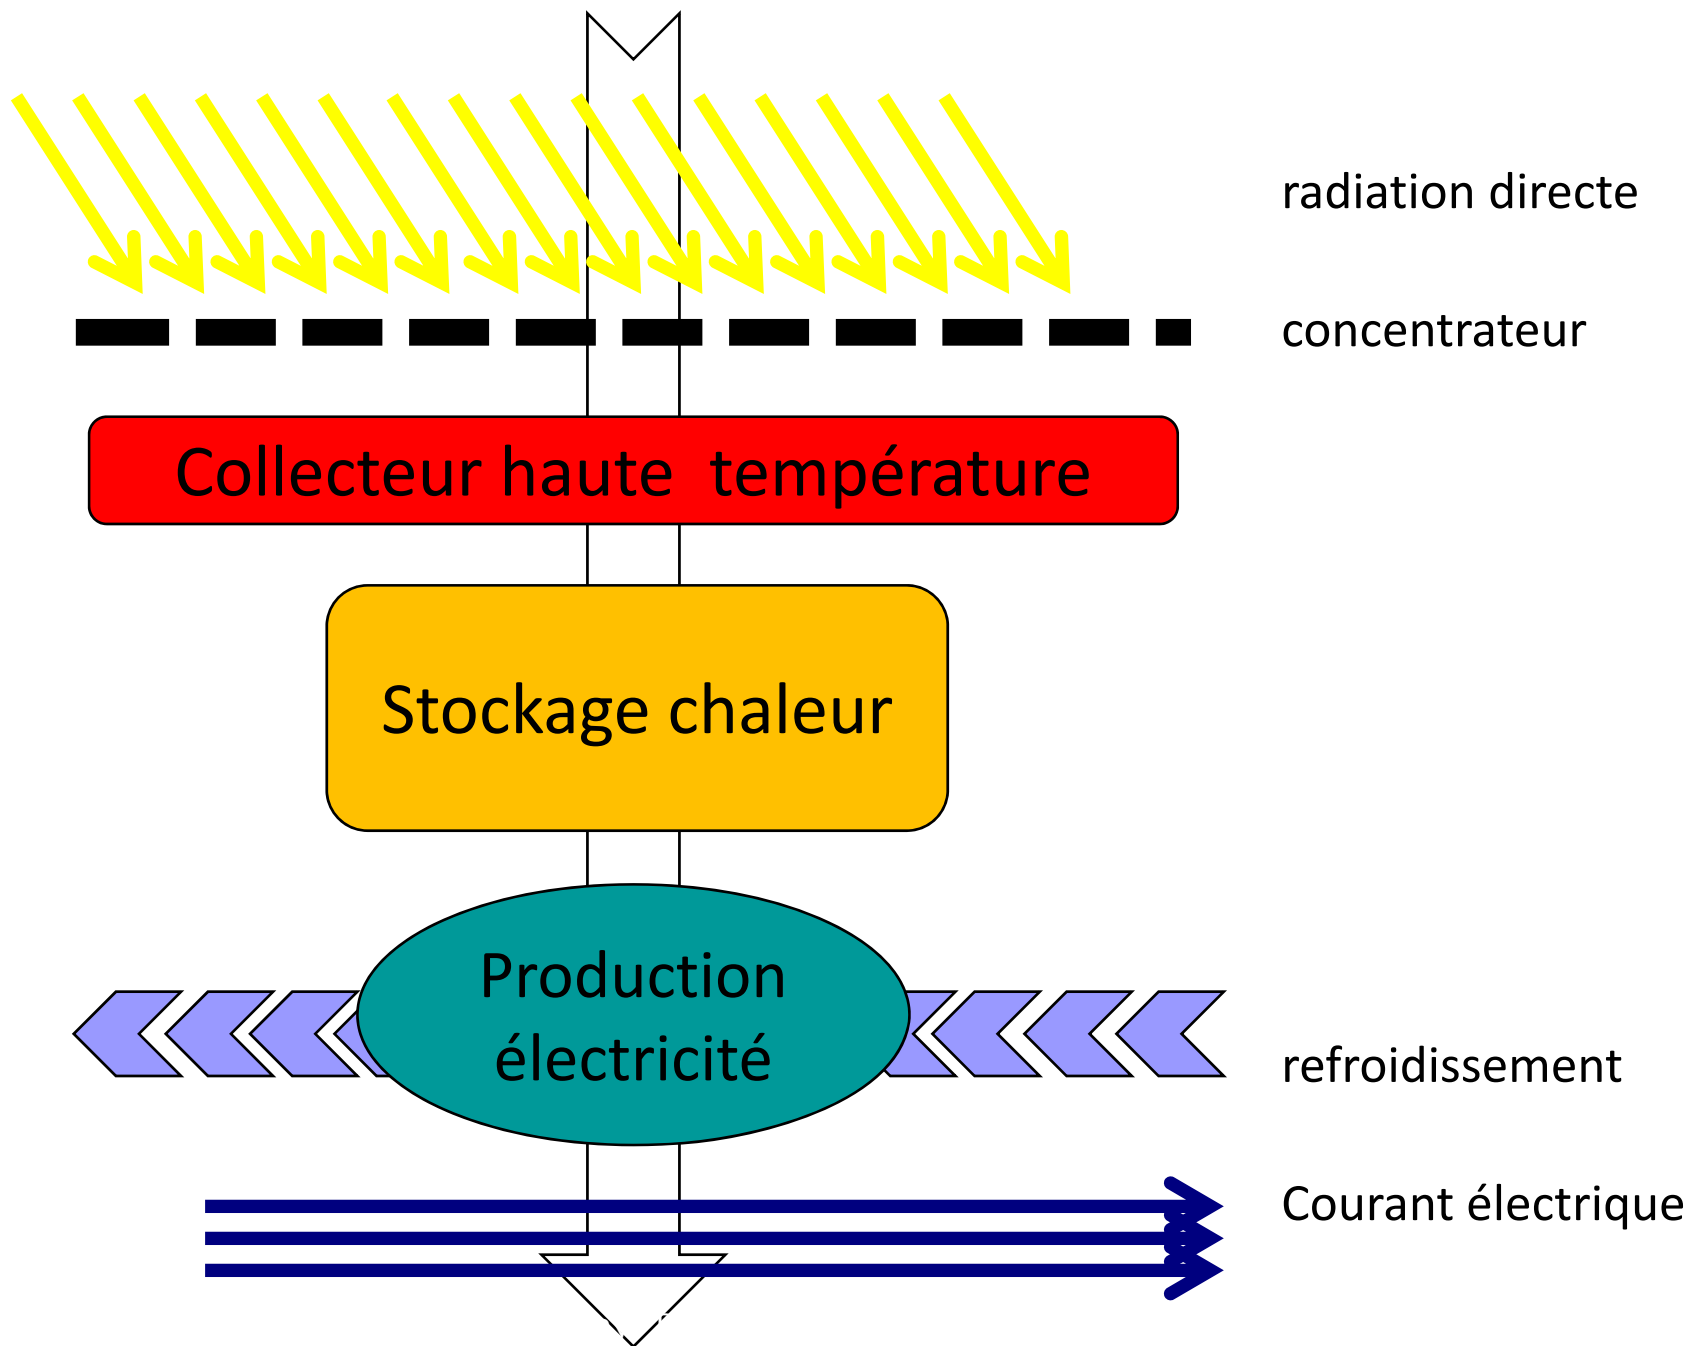 radiation directe
concentrateur
Collecteur haute  température
Stockage chaleur
Production
électricité
refroidissement
Courant électrique